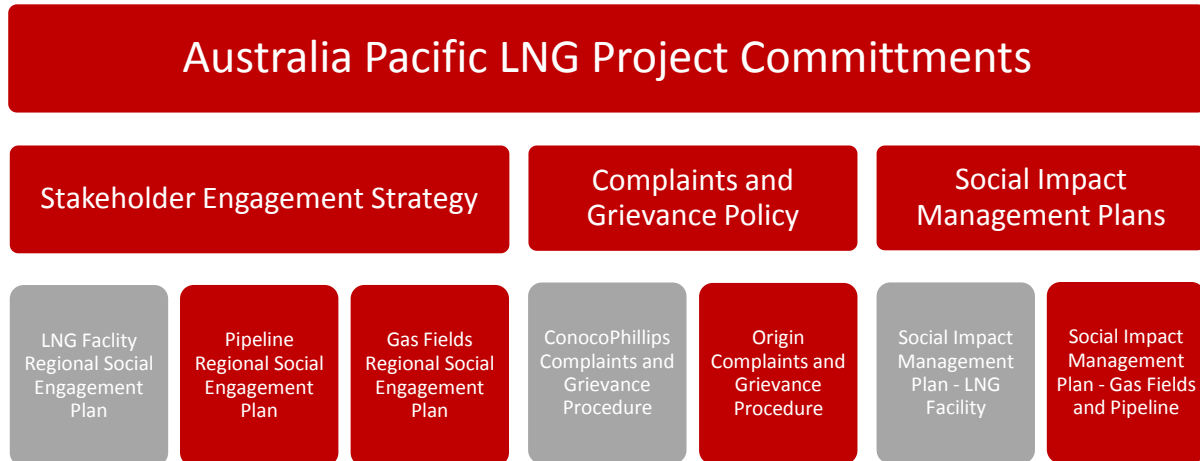 Australia Pacific LNG Project Committments
Stakeholder Engagement Strategy
Complaints and
Grievance Policy
Social Impact
Management Plans
LNG Faclity
Regional Social
Engagement
Plan
Pipeline
Regional Social
Engagement
Plan
Gas Fields
Regional Social
Engagement
Plan
ConocoPhillips
Complaints and
Grievance
Procedure
Origin
Complaints and
Grievance
Procedure
Social Impact
Management
Plan - LNG
Facility
Social Impact
Management
Plan - Gas Fields
and Pipeline